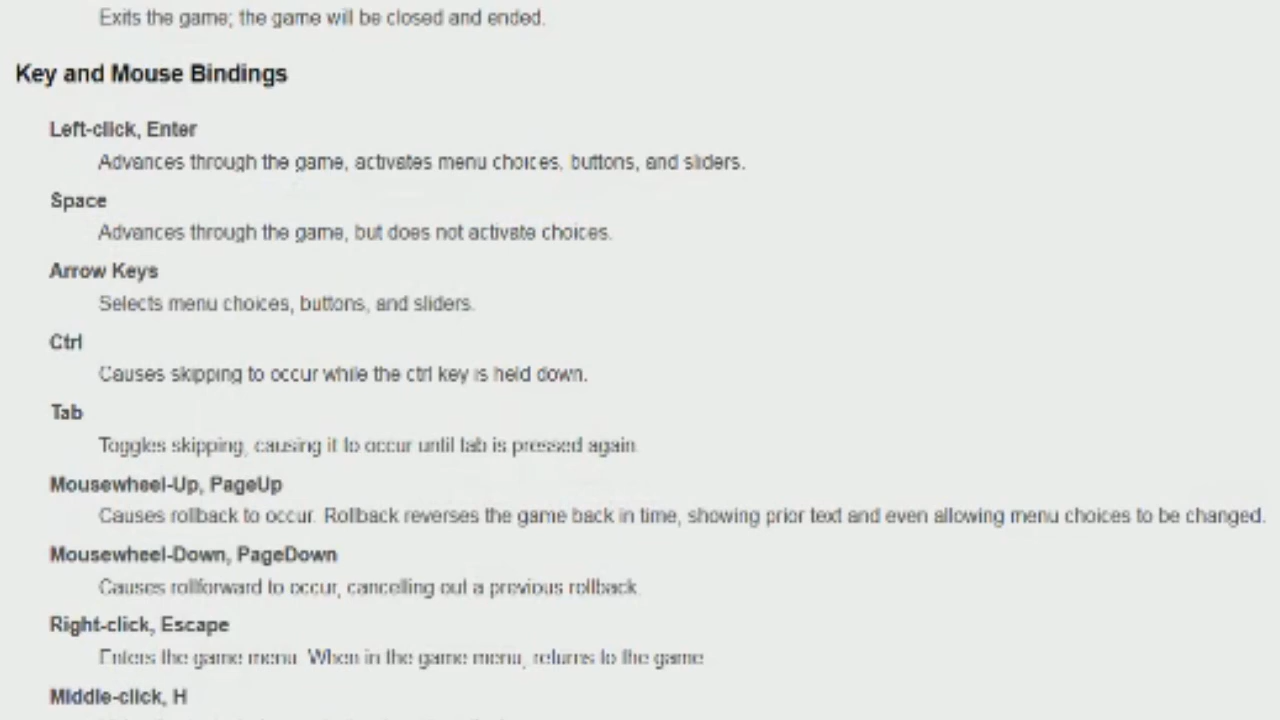 Exits the game; the game will be closed and ended.
Key and Mouse Bindings
Left-click, Enter
Advances through the game, activates menu choices, buttons, and sliders.
Space
Advances through the game, but does not activate choices.
Arrow Keys
Selects menu choices, buttons, and sliders.
Ctrl
Causes skipping to occur while the ctrl key is held down.
Tab
Toggles skipping, causing it to occur until tab is pressed again.
Mousewheel-Up, PageUp
Causes rollback to occur. Rollback reverses the game back in time, showing prior text and even allowing menu choices to be changed.
Mousewheel-Down, PageDown
Causes rollforward to occur, cancelling out a previous rollback.
Right-click, Escape
Enters the game menu. When in the game menu, returns to the game.
Middle-click, H